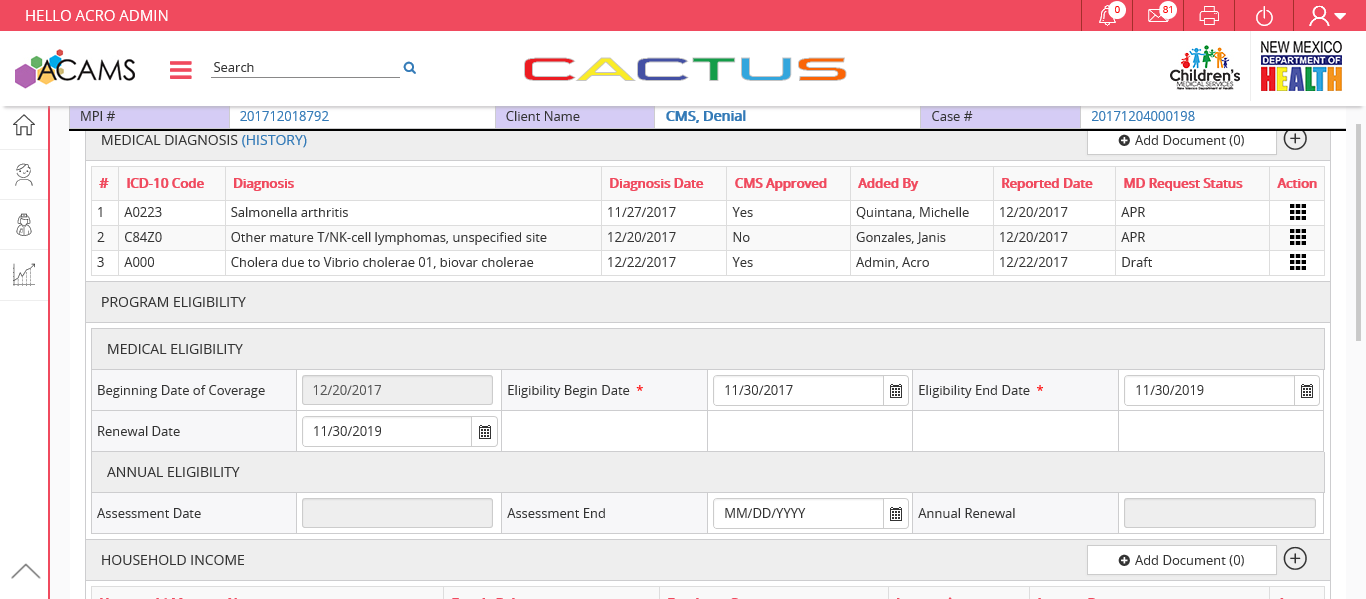 HELLO ACRO ADMIN 0 81
ACAMS Search CACTUS Children's MEDICAL SERVICES NEW MEXICO DEPARTMENT OF HEALTH
MPI # 201712018792 Client Name CMS, Denial Case # 20171204000198
MEDICAL DIAGNOSIS (HISTORY) Add Document (0)
# ICD-10 Code Diagnosis Diagnosis Date CMS Approved Added By Reported Date MD Request Status Action
1 A0223 Salmonella arthritis 11/27/2017 Yes Quintana, Michelle 12/20/2017 APR
2 C84Z0 Other mature T/NK-cell lymphomas, unspecified site 12/20/2017 No Gonzales, Janis 12/20/2017 APR
3 A000 Cholera due to Vibrio cholerae 01, biovar cholerae 12/22/2017 Yes Admin, Acro 12/22/2017 Draft
PROGRAM ELIGIBILITY
MEDICAL ELIGIBILITY
Beginning Date of Coverage 12/20/2017 Eligibility Begin Date * 11/30/2017 Eligibility End Date * 11/30/2019
Renewal Date 11/30/2019
ANNUAL ELIGIBILITY
Assessment Date Assessment End MM/DD/YYYY Annual Renewal
HOUSEHOLD INCOME Add Document (0)